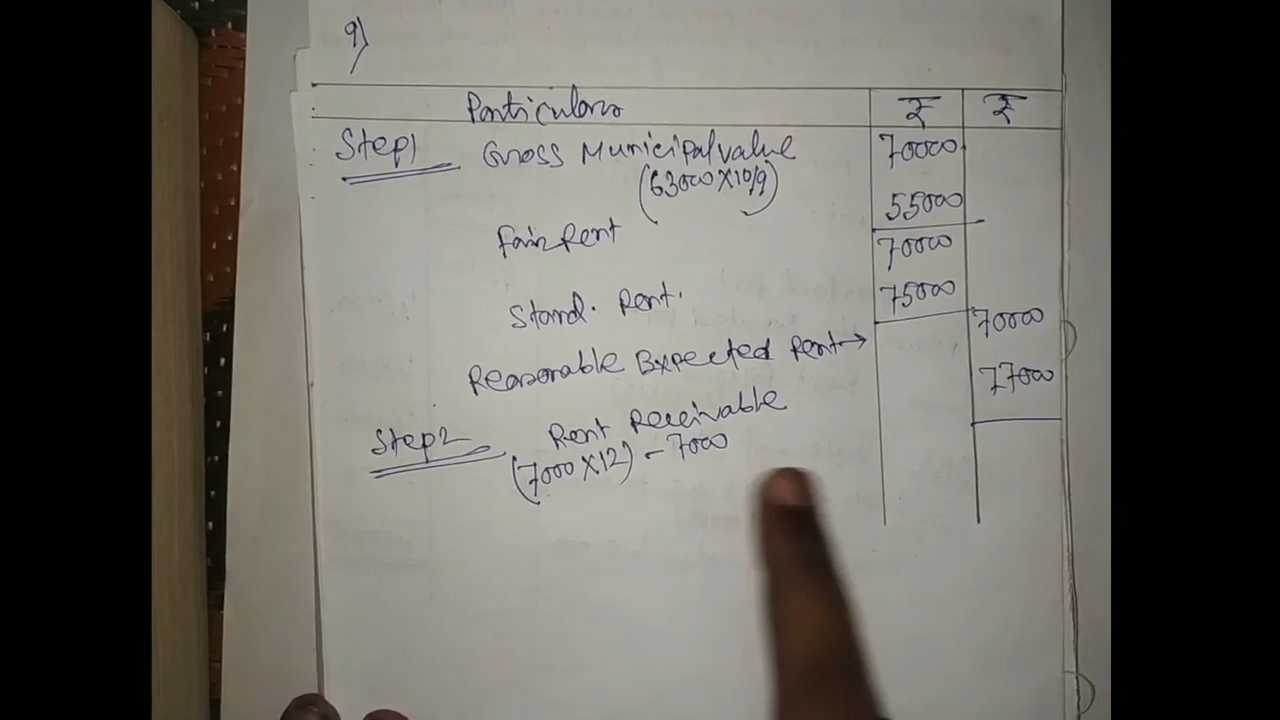 9)
Particulars ₹ ₹
Step1 Gross Municipal value 70000
(63000×10/9)
55000
Fair Rent 70000
Stand. Rent. 75000
Reasonable Expected Rent→ 70000
77000
Step2 Rent Receivable
(7000×12) – 7000